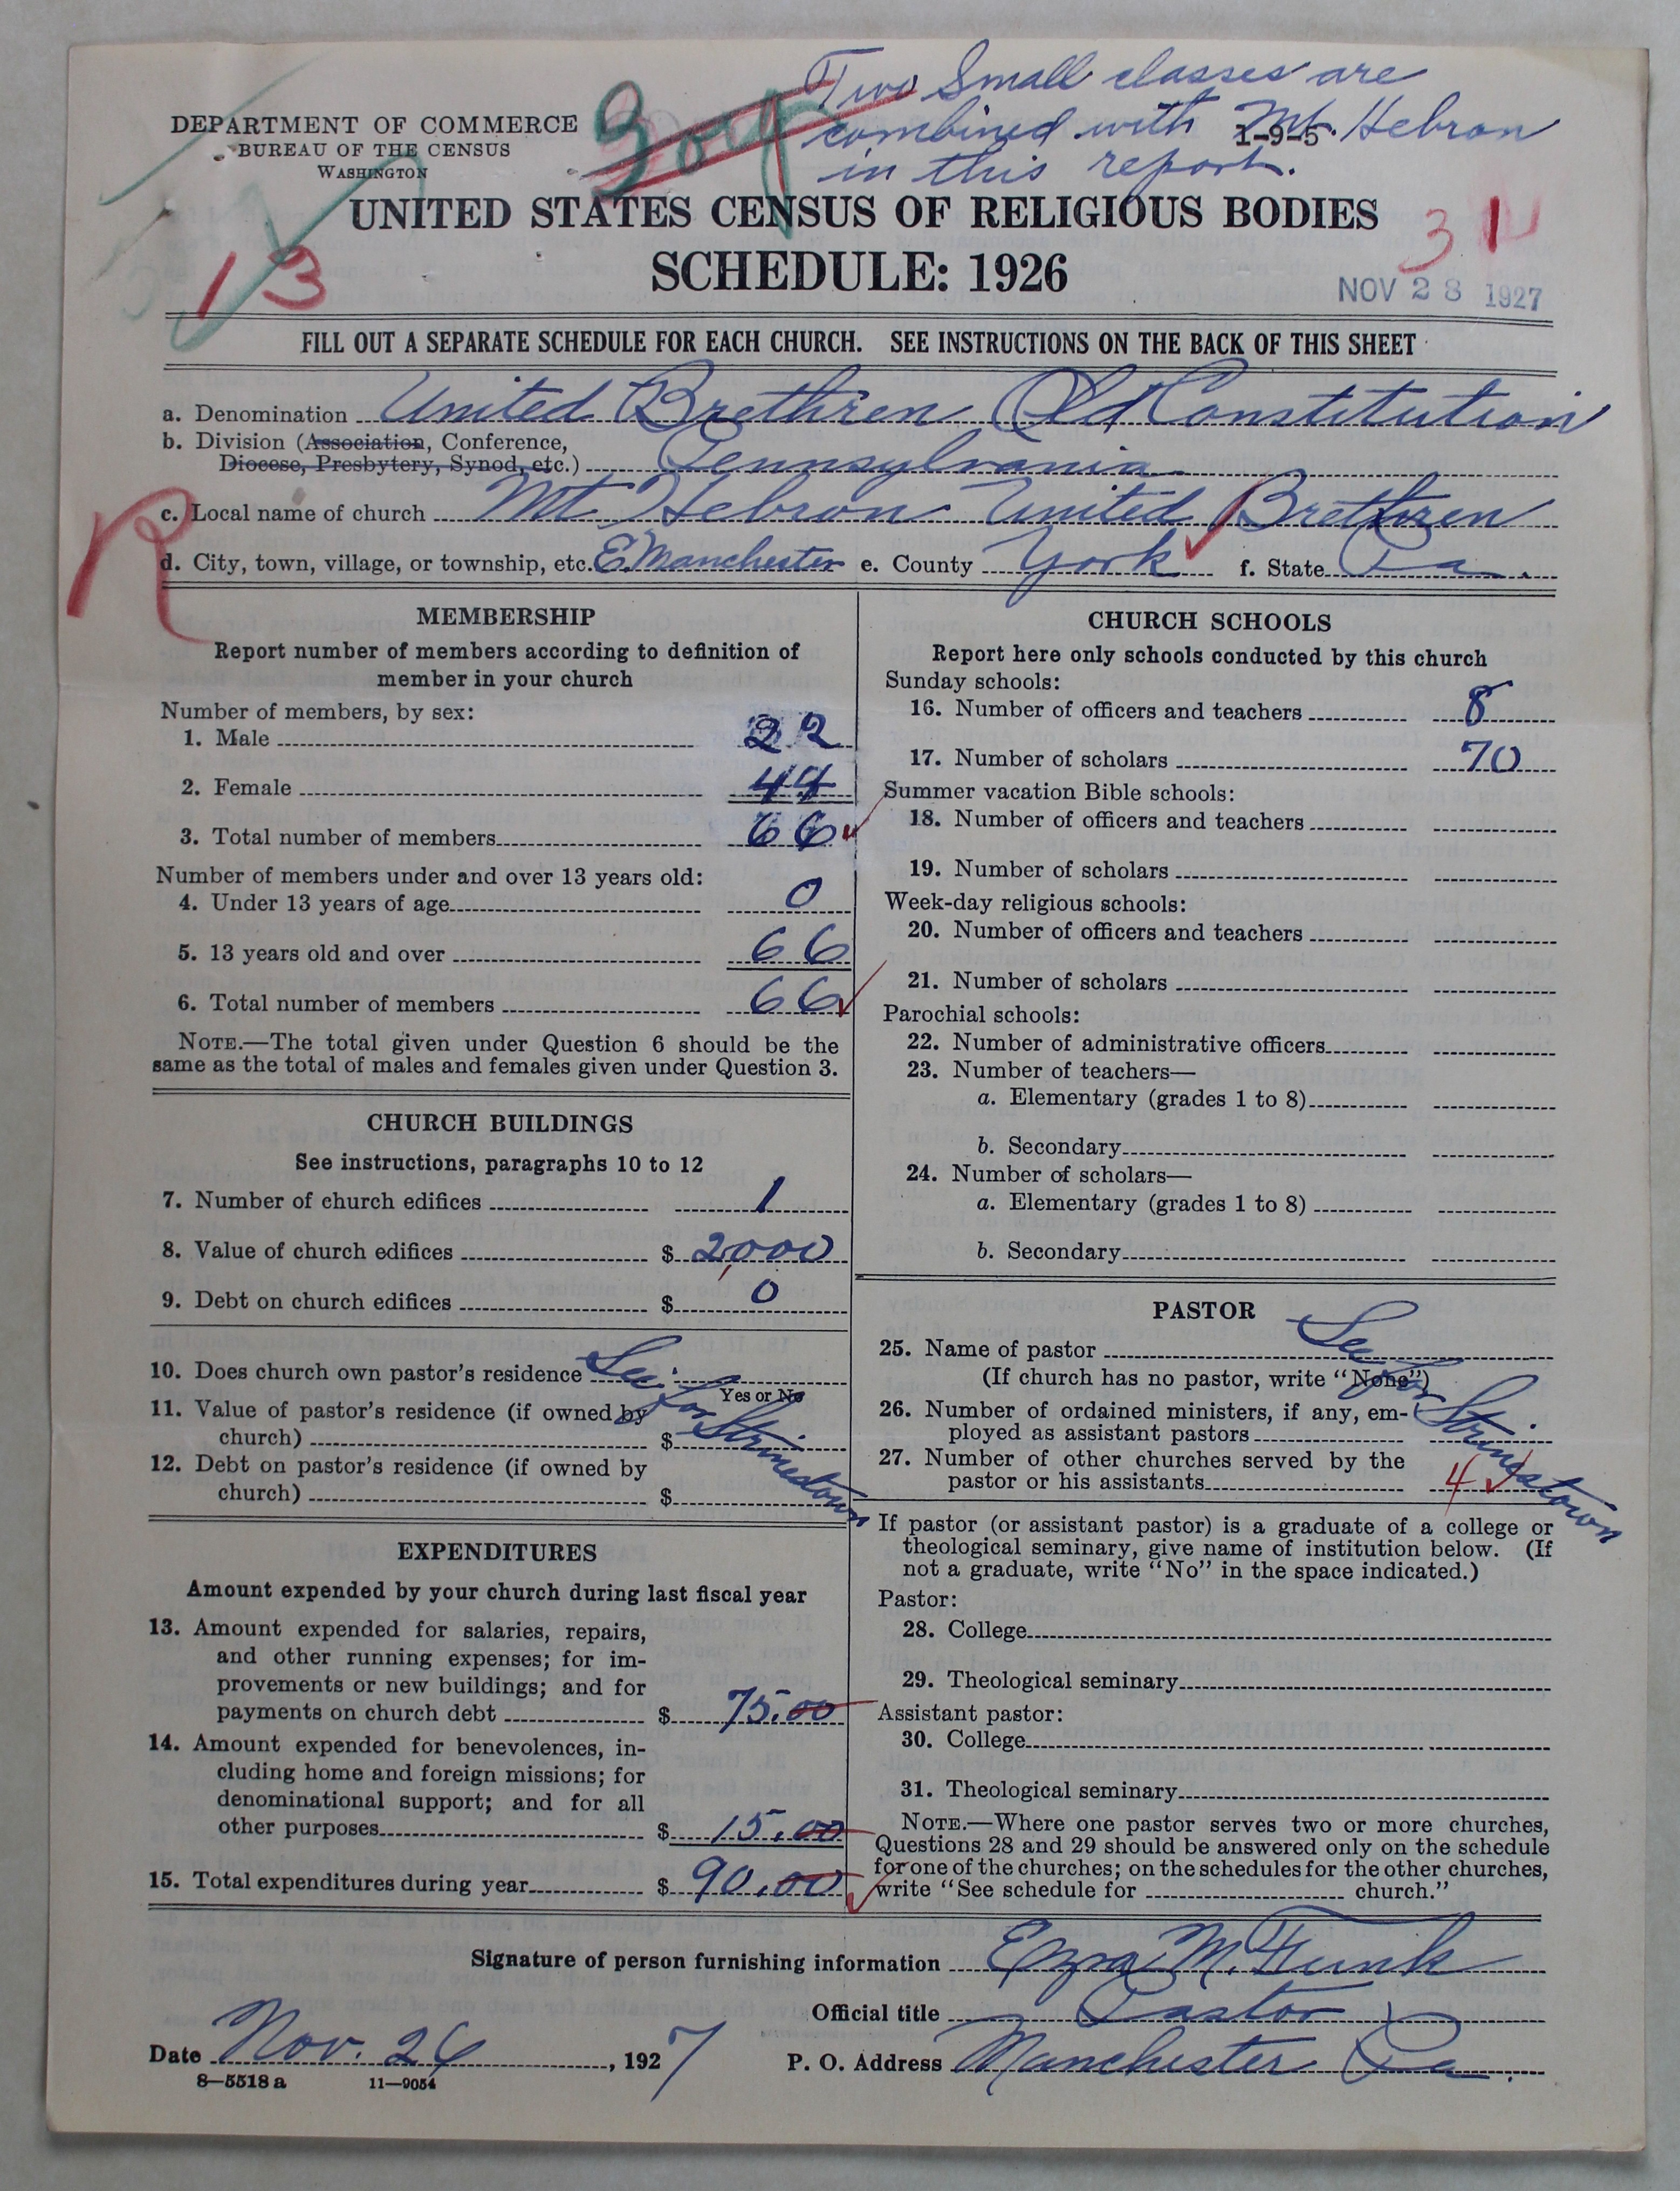 Two Small classes are
combined with Mt. Hebron
in this report.
DEPARTMENT OF COMMERCE
BUREAU OF THE CENSUS
WASHINGTON
1-9-5
UNITED STATES CENSUS OF RELIGIOUS BODIES
SCHEDULE: 1926
13
31
NOV 28 1927
FILL OUT A SEPARATE SCHEDULE FOR EACH CHURCH. SEE INSTRUCTIONS ON THE BACK OF THIS SHEET
a. Denomination United Brethren Old Constitution
b. Division (Association, Conference,
Diocese, Presbytery, Synod, etc.) Pennsylvania
c. Local name of church Mt Hebron United Brethren
R
d. City, town, village, or township, etc. E. Manchester e. County York f. State Pa.
MEMBERSHIP
Report number of members according to definition of
member in your church
Number of members, by sex:
1. Male 22
2. Female 44
3. Total number of members 66
Number of members under and over 13 years old:
4. Under 13 years of age 0
5. 13 years old and over 66
6. Total number of members 66
NOTE.—The total given under Question 6 should be the
same as the total of males and females given under Question 3.
CHURCH BUILDINGS
See instructions, paragraphs 10 to 12
7. Number of church edifices 1
8. Value of church edifices $ 2,000
9. Debt on church edifices $ 0
10. Does church own pastor's residence See for Strinestown
Yes or No
11. Value of pastor's residence (if owned by
church) $
12. Debt on pastor's residence (if owned by
church) $
EXPENDITURES
Amount expended by your church during last fiscal year
13. Amount expended for salaries, repairs,
and other running expenses; for im-
provements or new buildings; and for
payments on church debt $ 75.00
14. Amount expended for benevolences, in-
cluding home and foreign missions; for
denominational support; and for all
other purposes $ 15.00
15. Total expenditures during year $ 90.00
CHURCH SCHOOLS
Report here only schools conducted by this church
Sunday schools:
16. Number of officers and teachers 8
17. Number of scholars 70
Summer vacation Bible schools:
18. Number of officers and teachers
19. Number of scholars
Week-day religious schools:
20. Number of officers and teachers
21. Number of scholars
Parochial schools:
22. Number of administrative officers
23. Number of teachers—
a. Elementary (grades 1 to 8)
b. Secondary
24. Number of scholars—
a. Elementary (grades 1 to 8)
b. Secondary
PASTOR
25. Name of pastor See for Strinestown
(If church has no pastor, write "None")
26. Number of ordained ministers, if any, em-
ployed as assistant pastors
27. Number of other churches served by the
pastor or his assistants 4
If pastor (or assistant pastor) is a graduate of a college or
theological seminary, give name of institution below. (If
not a graduate, write "No" in the space indicated.)
Pastor:
28. College
29. Theological seminary
Assistant pastor:
30. College
31. Theological seminary
NOTE.—Where one pastor serves two or more churches,
Questions 28 and 29 should be answered only on the schedule
for one of the churches; on the schedules for the other churches,
write "See schedule for church."
Signature of person furnishing information Ezra M. Funk
Official title Pastor
Date Nov. 26, 1927
P. O. Address Manchester Pa.
8—5518a 11—9054